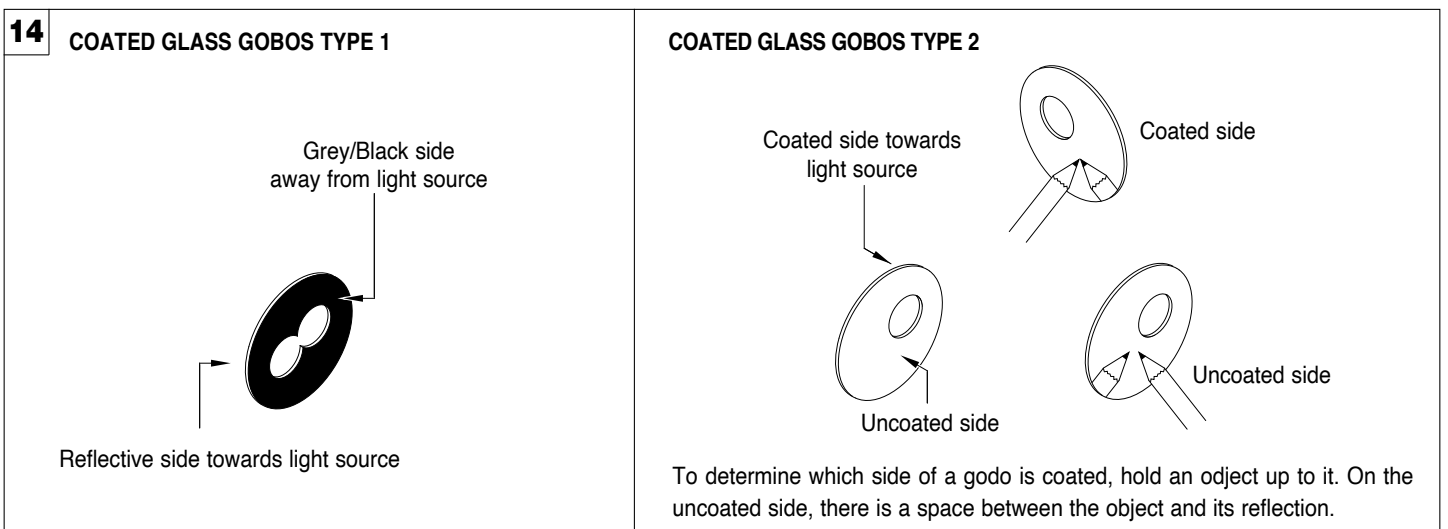 14
COATED GLASS GOBOS TYPE 1
Grey/Black side
away from light source
Reflective side towards light source
COATED GLASS GOBOS TYPE 2
Coated side
Coated side towards
light source
Uncoated side
Uncoated side
To determine which side of a godo is coated, hold an odject up to it. On the
uncoated side, there is a space between the object and its reflection.